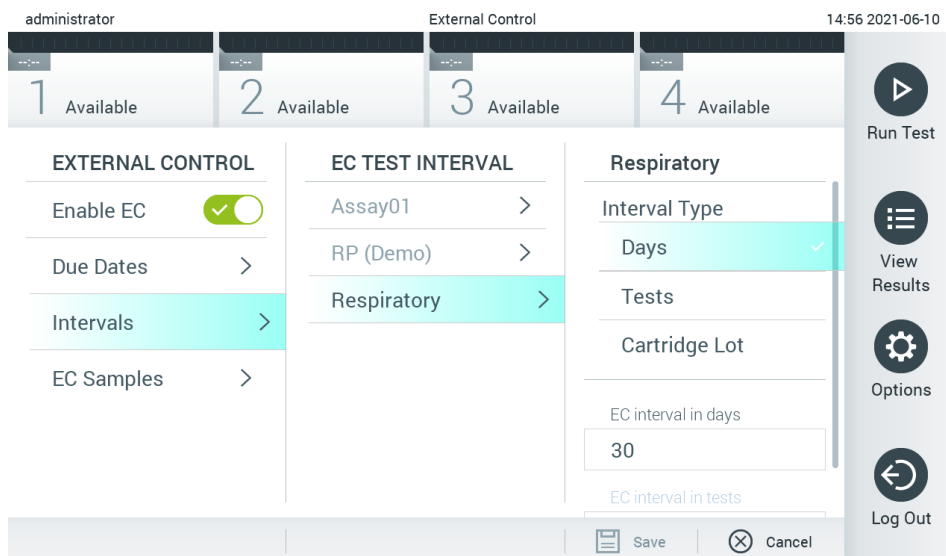 administrator
External Control
14:56 2021-06-10
--:--
1 Available
--:--
2 Available
--:--
3 Available
--:--
4 Available
EXTERNAL CONTROL
Enable EC
Due Dates
Intervals
EC Samples
EC TEST INTERVAL
Assay01
RP (Demo)
Respiratory
Respiratory
Interval Type
Days
Tests
Cartridge Lot
EC interval in days
30
EC interval in tests
Save
Cancel
Run Test
View
Results
Options
Log Out